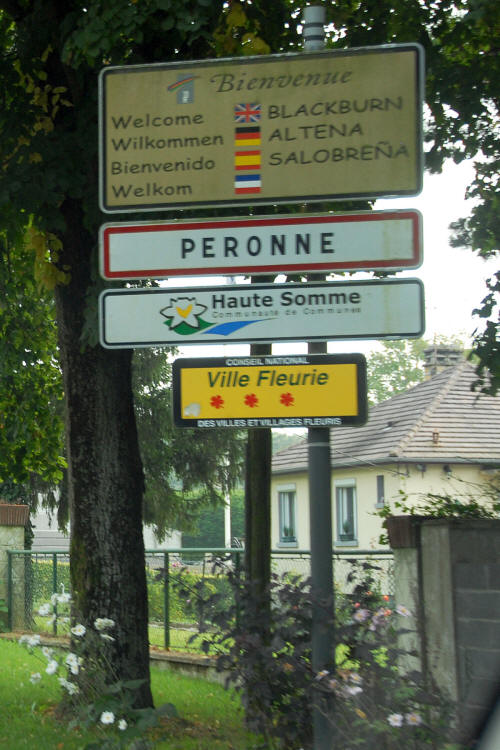 Bienvenue
Welcome BLACKBURN
Wilkommen ALTENA
Bienvenido SALOBREÑA
Welkom
PERONNE
Haute Somme
Communauté de Communes
CONSEIL NATIONAL
Ville Fleurie
DES VILLES ET VILLAGES FLEURIS